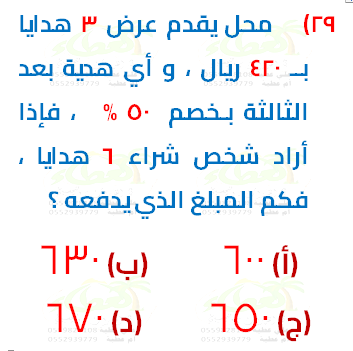 ٢٩) محل يقدم عرض ٣ هدايا
بـ ٤٢٠ ريال ، و أي هدية بعد
الثالثة بـخصم ٥٠ % ، فإذا
أراد شخص شراء ٦ هدايا ،
فكم المبلغ الذي يدفعه ؟
(أ) ٦٠٠ (ب) ٦٣٠
(ج) ٦٥٠ (د) ٦٧٠